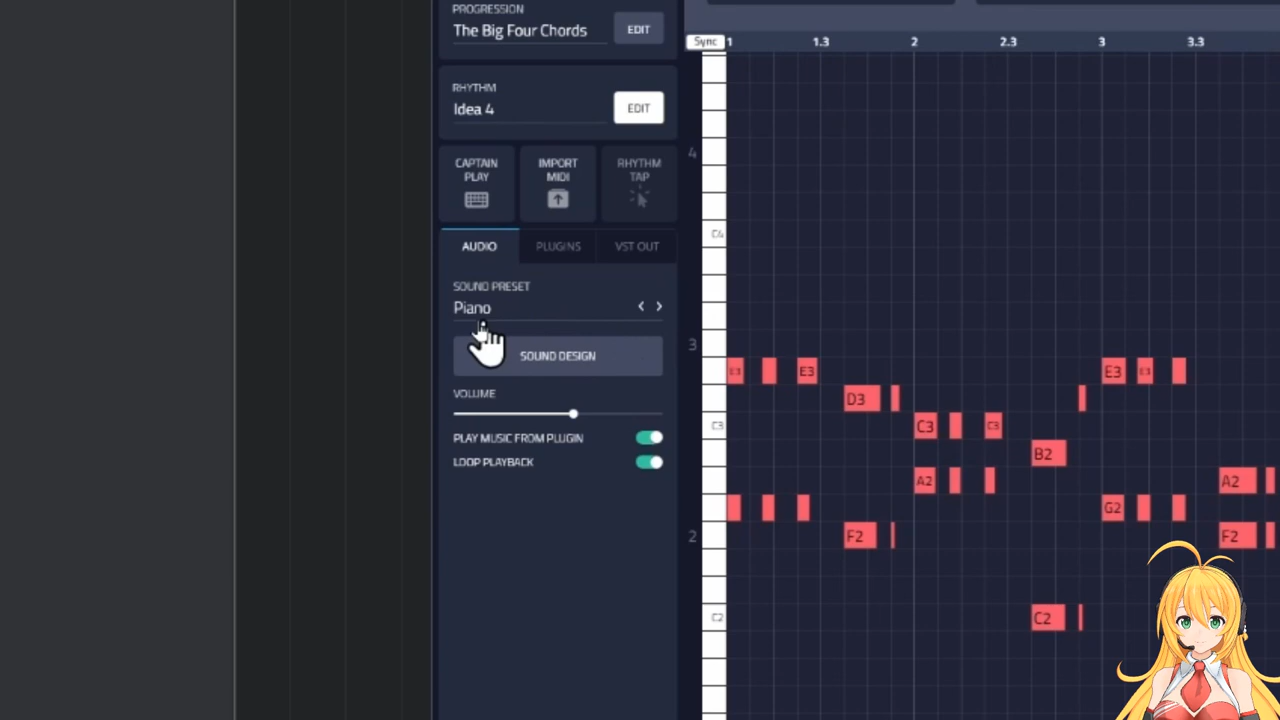 PROGRESSION
The Big Four Chords
EDIT
RHYTHM
Idea 4
EDIT
CAPTAIN PLAY
IMPORT MIDI
RHYTHM TAP
AUDIO PLUGINS VST OUT
SOUND PRESET
Piano
SOUND DESIGN
VOLUME
PLAY MUSIC FROM PLUGIN
LOOP PLAYBACK
Sync 1 1.3 2 2.3 3 3.3
4
C4
3
E3 E3 E3 E3
D3
C3 C3 C3
B2
A2 A2
G2
2 F2 F2
C2 C2